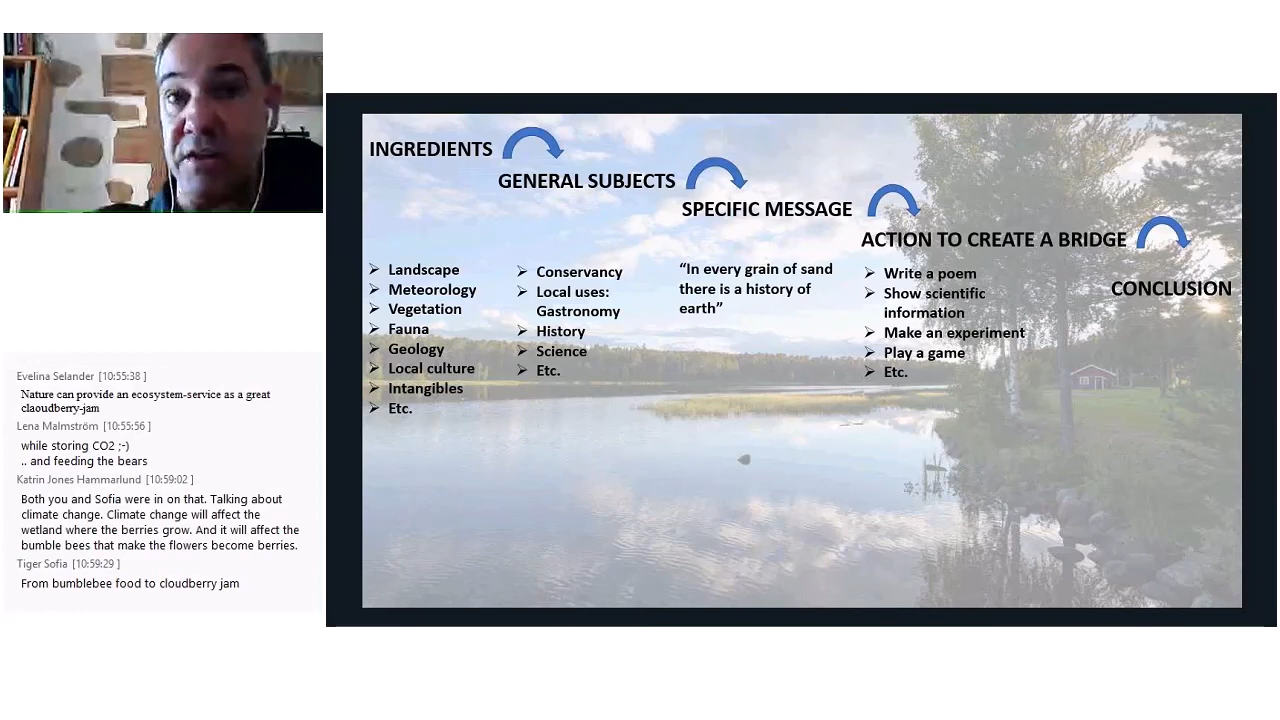 INGREDIENTS
GENERAL SUBJECTS
SPECIFIC MESSAGE
ACTION TO CREATE A BRIDGE
CONCLUSION
Landscape
Meteorology
Vegetation
Fauna
Geology
Local culture
Intangibles
Etc.
Conservancy
Local uses:
Gastronomy
History
Science
Etc.
“In every grain of sand
there is a history of
earth”
Write a poem
Show scientific
information
Make an experiment
Play a game
Etc.
Evelina Selander [10:55:38 ]
Nature can provide an ecosystem-service as a great
claoudberry-jam
Lena Malmström [10:55:56 ]
while storing CO2 ;-)
.. and feeding the bears
Katrin Jones Hammarlund [10:59:02 ]
Both you and Sofia were in on that. Talking about
climate change. Climate change will affect the
wetland where the berries grow. And it will affect the
bumble bees that make the flowers become berries.
Tiger Sofia [10:59:29 ]
From bumblebee food to cloudberry jam